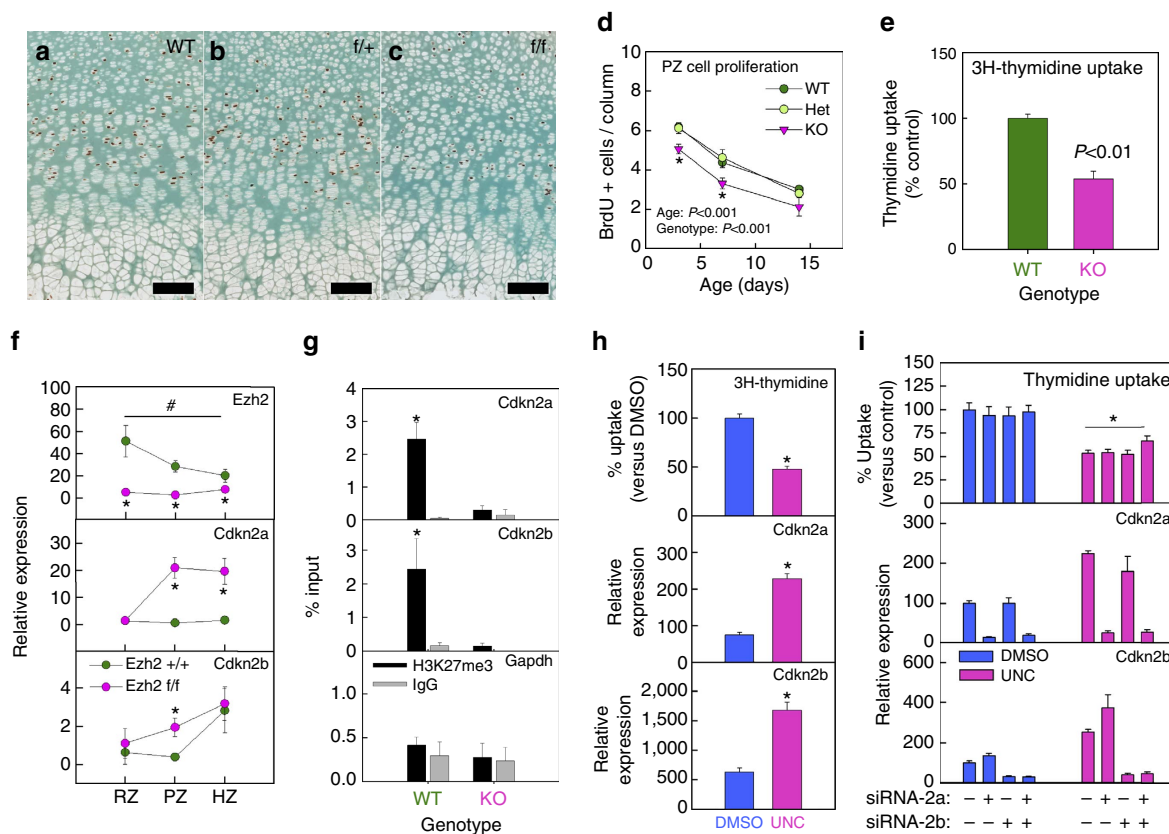 a WT
b f/+
c f/f
d
PZ cell proliferation
WT
Het
KO
10
8
6
4
2
0
*
*
Age: P<0.001
Genotype: P<0.001
0 5 10 15
BrdU + cells / column
Age (days)
e
3H-thymidine uptake
150
100
50
0
P<0.01
Thymidine uptake
(% control)
WT KO
Genotype
f
Ezh2
#
100
80
60
40
20
0
* * *
Cdkn2a
30
20
10
0
* *
Cdkn2b
Ezh2 +/+
Ezh2 f/f
4
2
0
*
Relative expression
RZ PZ HZ
g
Cdkn2a
4
3
2
1
0
*
Cdkn2b
3
2
1
0
*
Gapdh
H3K27me3
IgG
1.0
0.5
0.0
% input
WT KO
Genotype
h
3H-thymidine
150
100
50
0
*
% uptake
(versus DMSO)
Cdkn2a
300
200
100
0
*
Relative
expression
Cdkn2b
2,000
1,500
1,000
500
0
*
Relative
expression
DMSO UNC
i
Thymidine uptake
150
125
100
75
50
25
0
*
% Uptake
(versus control)
Cdkn2a
300
200
100
0
Cdkn2b
DMSO
UNC
600
400
200
0
Relative expression
siRNA-2a: – + – + – + – +
siRNA-2b: – – + + – – + +